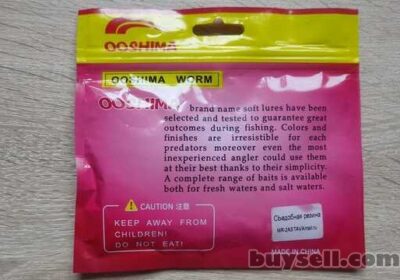 OOSHIMA
OOSHIMA WORM
OOSHIMA brand name soft lures have been
selected and tested to guarantee great
outcomes during fishing. Colors and
finishes are irresistible for each
predators moreover even the most
inexperienced angler could use them
at their best thanks to their simplicity.
A complete range of baits is available
both for fresh waters and salt waters.
CAUTION 注意
KEEP AWAY FROM
CHILDREN!
DO NOT EAT!
Съедобная резина
MADE IN CHINA
buysell.com